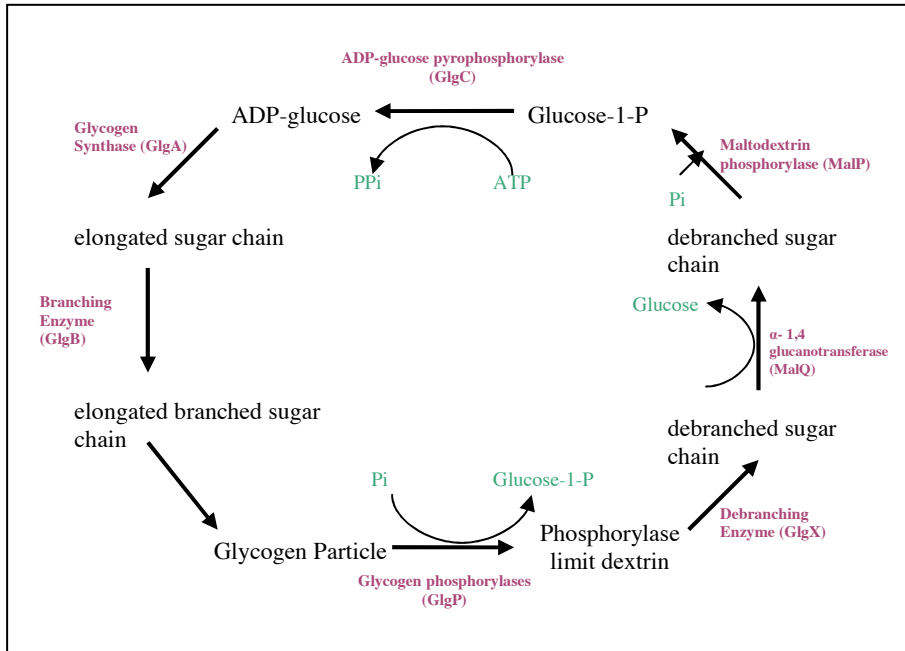 ADP-glucose pyrophosphorylase
(GlgC)
ADP-glucose
Glucose-1-P
Glycogen
Synthase (GlgA)
Maltodextrin
phosphorylase (MalP)
PPi
ATP
Pi
elongated sugar chain
debranched sugar
chain
Branching
Enzyme
(GlgB)
Glucose
α- 1,4
glucanotransferase
(MalQ)
elongated branched sugar
chain
debranched sugar
chain
Pi
Glucose-1-P
Debranching
Enzyme (GlgX)
Glycogen Particle
Phosphorylase
limit dextrin
Glycogen phosphorylases
(GlgP)